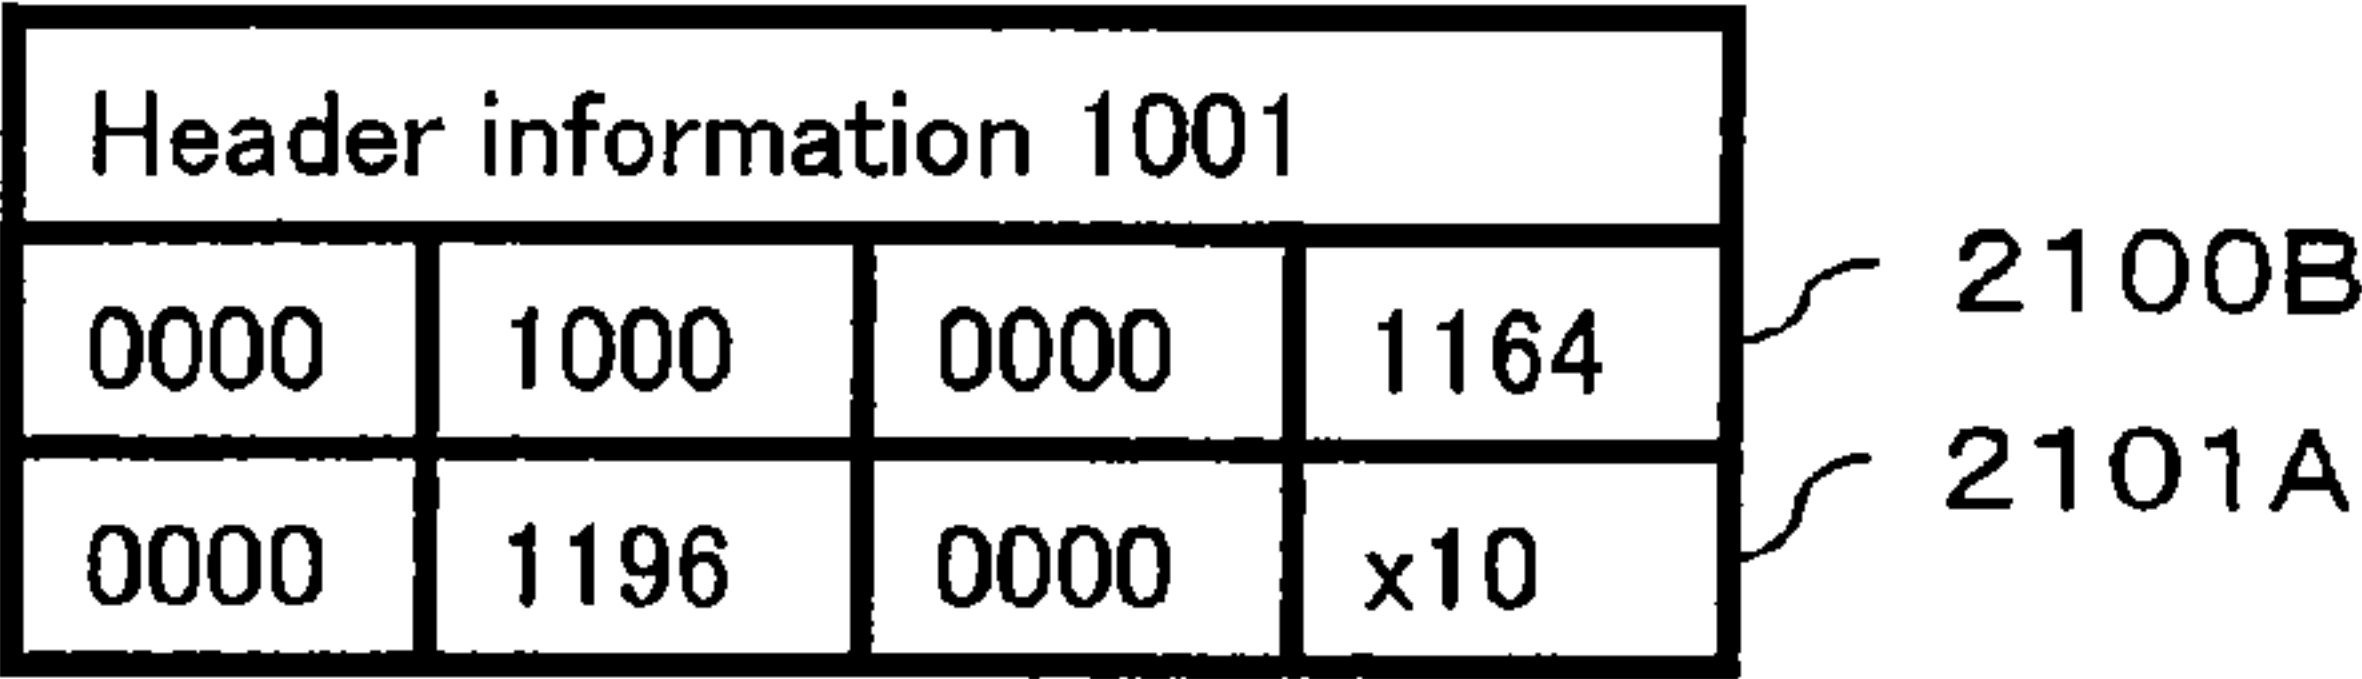 Header information 1001
0000 1000 0000 1164 2100B
0000 1196 0000 x10 2101A